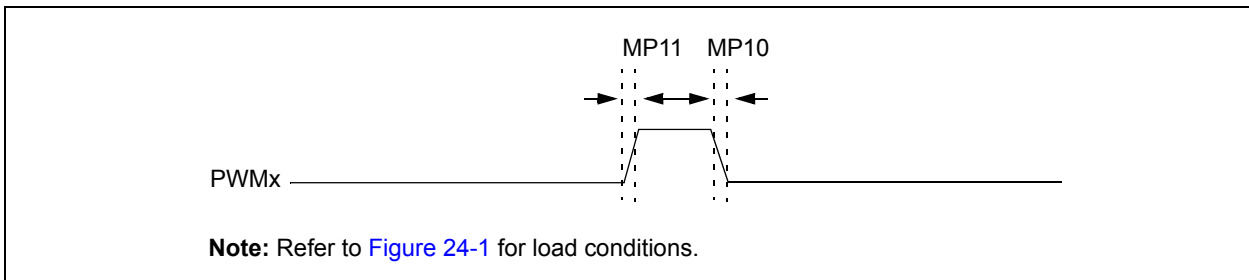 MP11 MP10
PWMx
Note: Refer to Figure 24-1 for load conditions.